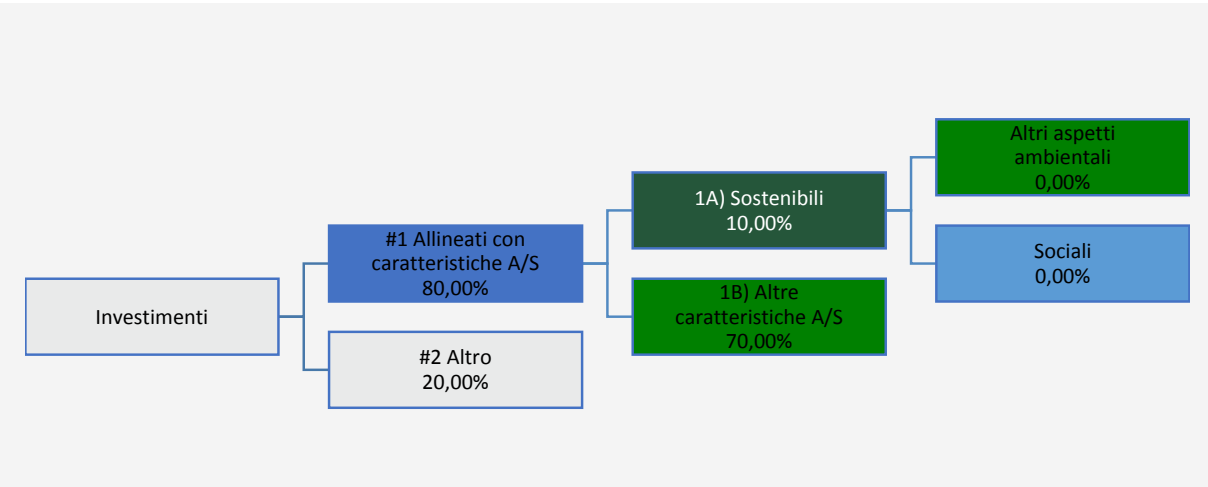 Investimenti
#1 Allineati con
caratteristiche A/S
80,00%
#2 Altro
20,00%
1A) Sostenibili
10,00%
1B) Altre
caratteristiche A/S
70,00%
Altri aspetti
ambientali
0,00%
Sociali
0,00%